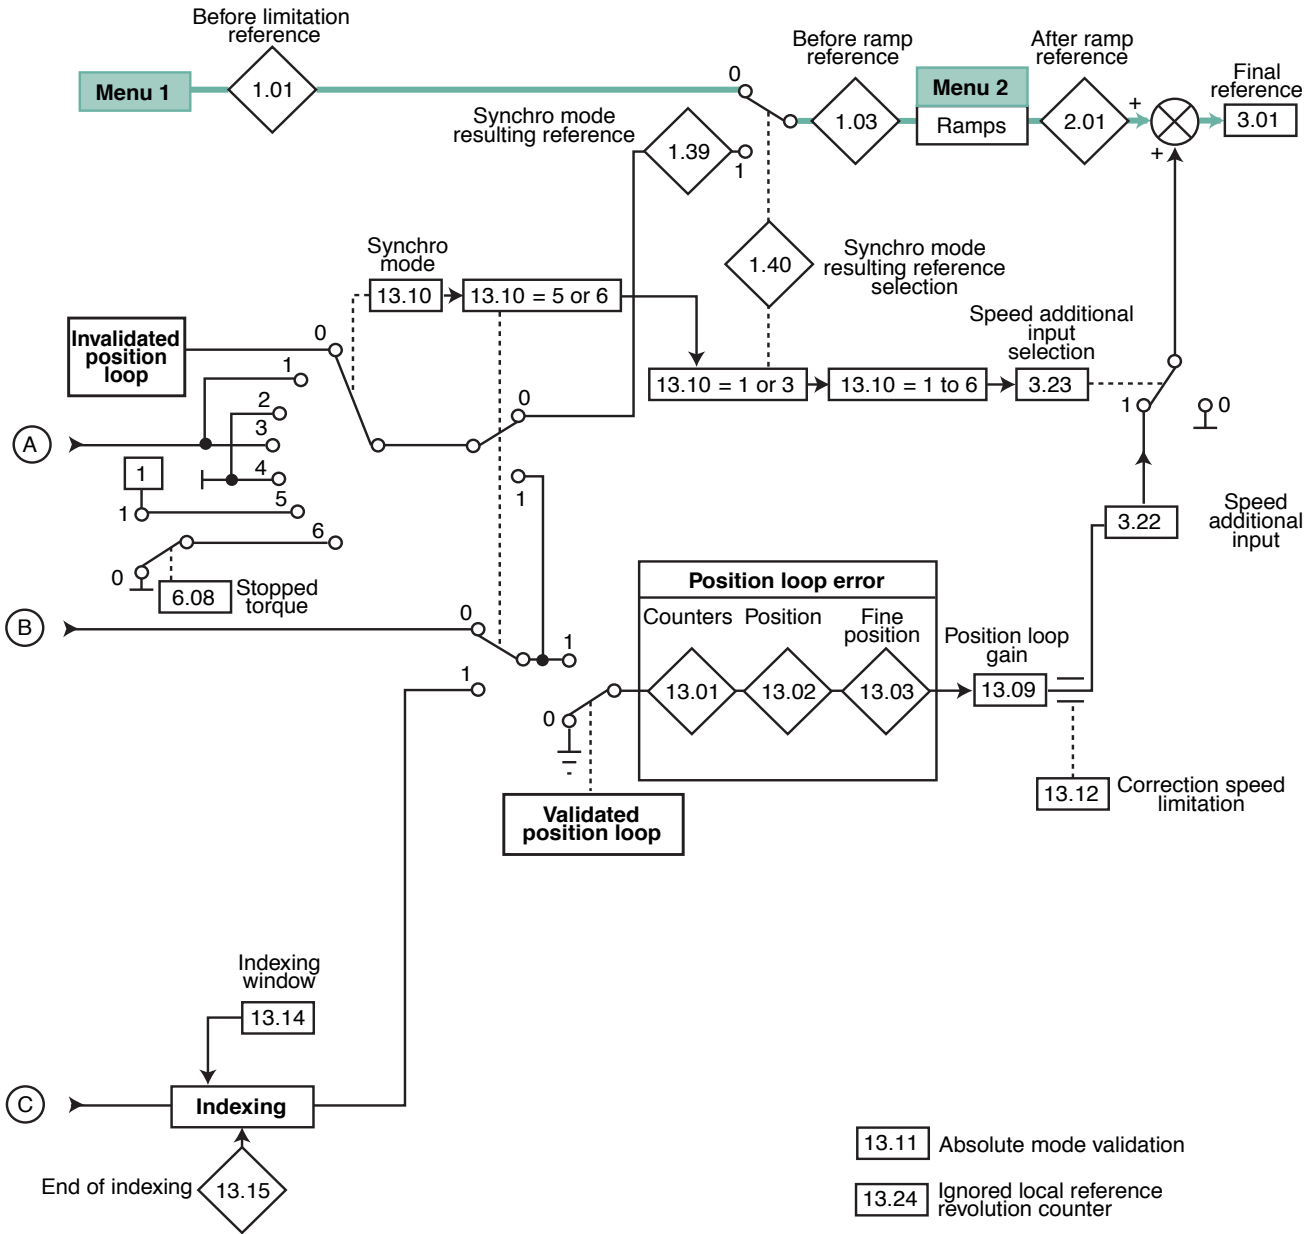 Before limitation
reference
Menu 1
1.01
0
Before ramp
reference
1.03
Menu 2
Ramps
After ramp
reference
2.01
+
+
Final
reference
3.01
Synchro mode
resulting reference
1.39
1
1.40
Synchro mode
resulting reference
selection
Synchro
mode
13.10
13.10 = 5 or 6
13.10 = 1 or 3
13.10 = 1 to 6
Speed additional
input
selection
3.23
1
0
Invalidated
position
loop
0
1
2
3
4
5
6
A
1
1
0
6.08
Stopped
torque
0
1
3.22
Speed
additional
input
B
0
1
1
0
Position loop error
Counters
Position
Fine
position
13.01
13.02
13.03
Position loop
gain
13.09
13.12
Correction speed
limitation
Validated
position loop
Indexing
window
13.14
C
Indexing
End of indexing
13.15
13.11
Absolute mode validation
13.24
Ignored local reference
revolution counter